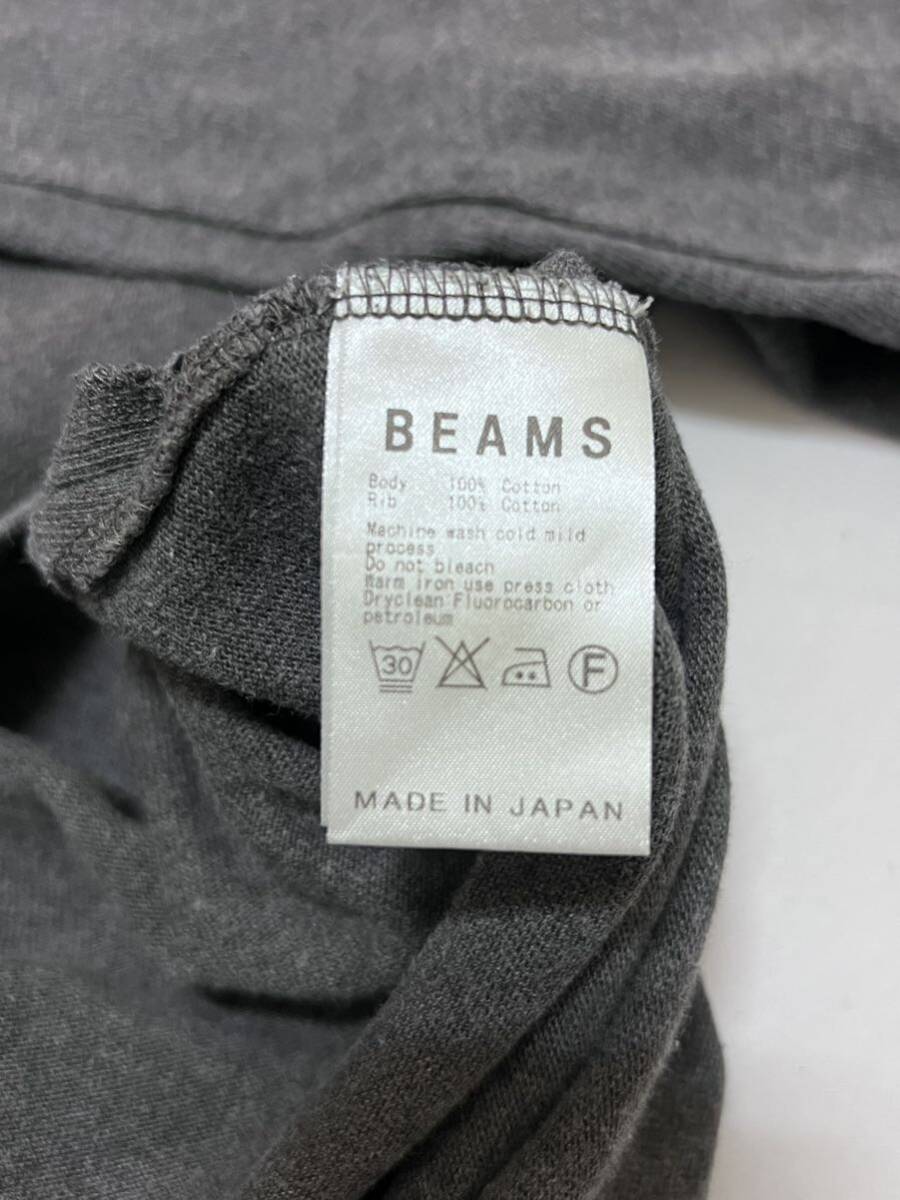 BEAMS
Body 100% Cotton
Rib 100% Cotton
Machine wash cold mild
process
Do not bleach
Warm iron use press cloth
Dryclean Fluorocarbon or
petroleum
30 F
MADE IN JAPAN